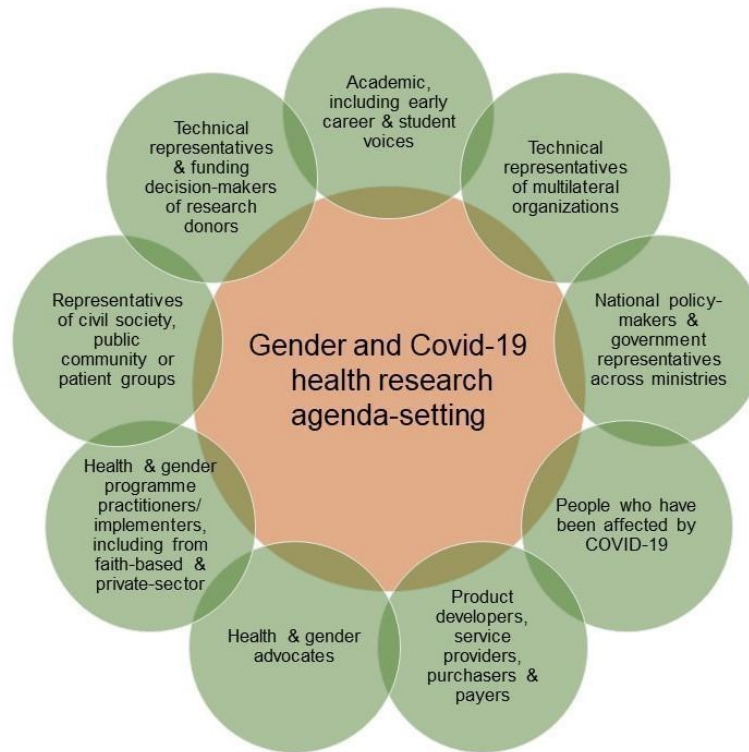 Gender and Covid-19
health research
agenda-setting
Academic,
including early
career & student
voices
Technical
representatives
of multilateral
organizations
National policy-
makers &
government
representatives
across ministries
People who have
been affected by
COVID-19
Product
developers,
service
providers,
purchasers &
payers
Health & gender
advocates
Health & gender
programme
practitioners/
implementers,
including from
faith-based &
private-sector
Representatives
of civil society,
public
community or
patient groups
Technical
representatives
& funding
decision-makers
of research
donors